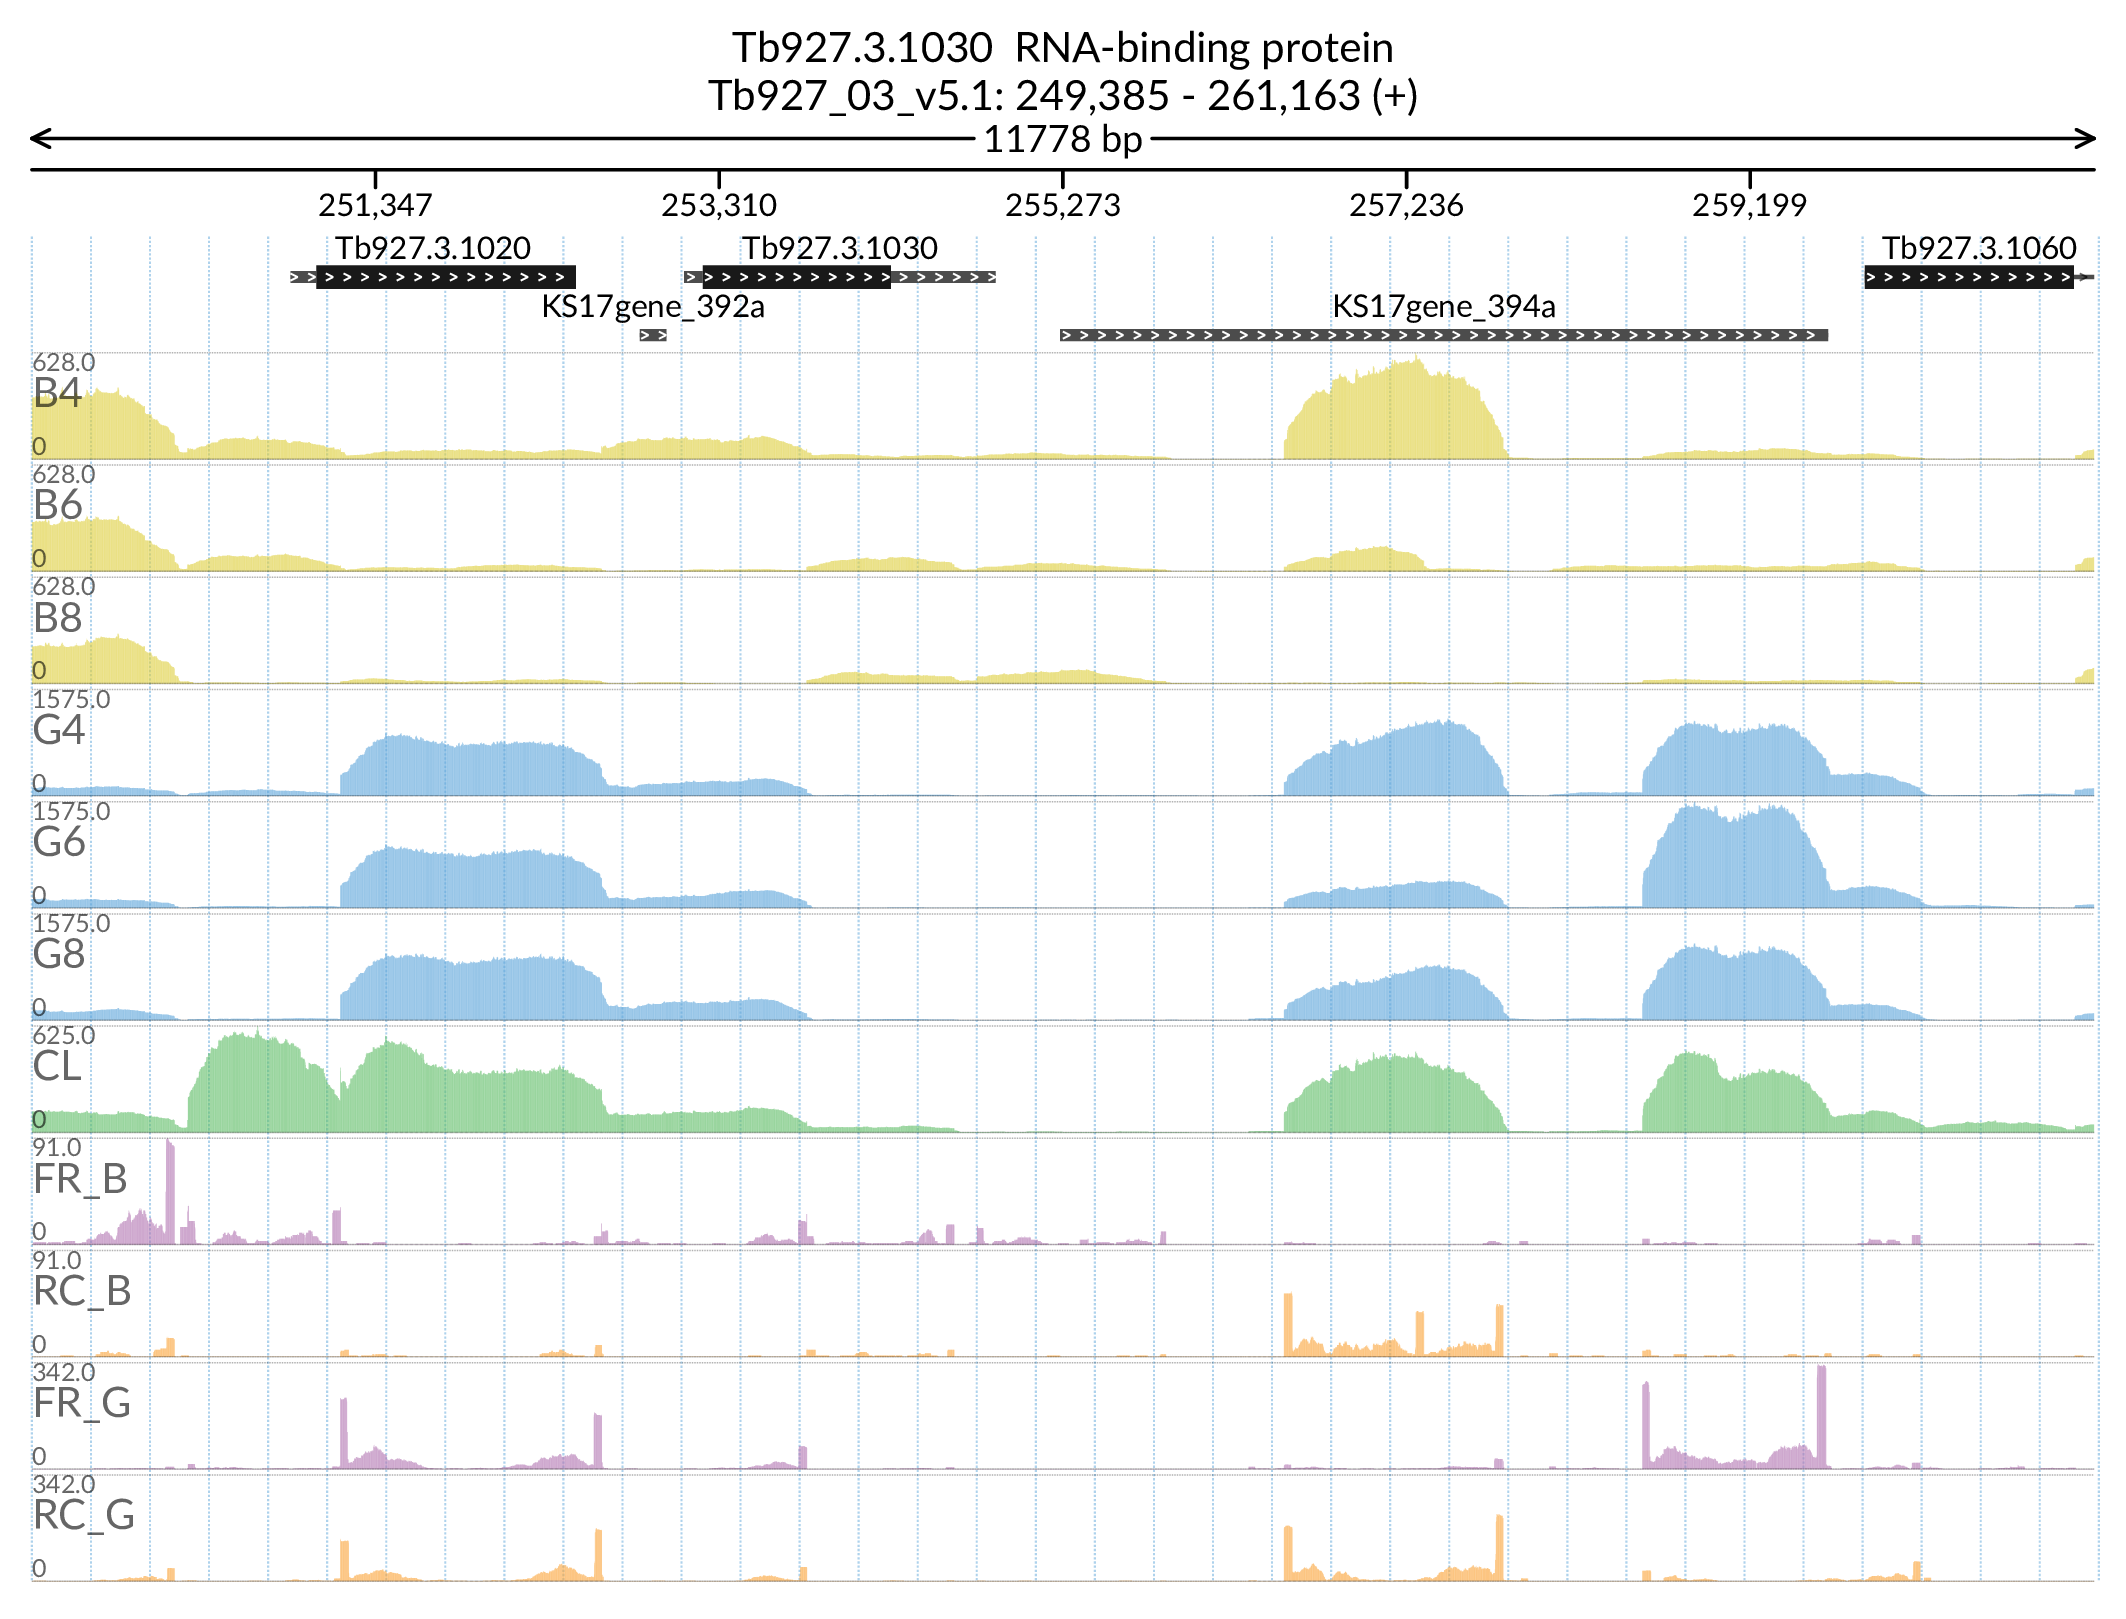 Tb927.3.1030 RNA-binding protein
Tb927_03_v5.1: 249,385 - 261,163 (+)
11778 bp
251,347 253,310 255,273 257,236 259,199
Tb927.3.1020 Tb927.3.1030 Tb927.3.1060
KS17gene_392a KS17gene_394a
628.0
B4
0
628.0
B6
0
628.0
B8
0
1575.0
G4
0
1575.0
G6
0
1575.0
G8
0
625.0
CL
0
91.0
FR_B
0
91.0
RC_B
0
342.0
FR_G
0
342.0
RC_G
0